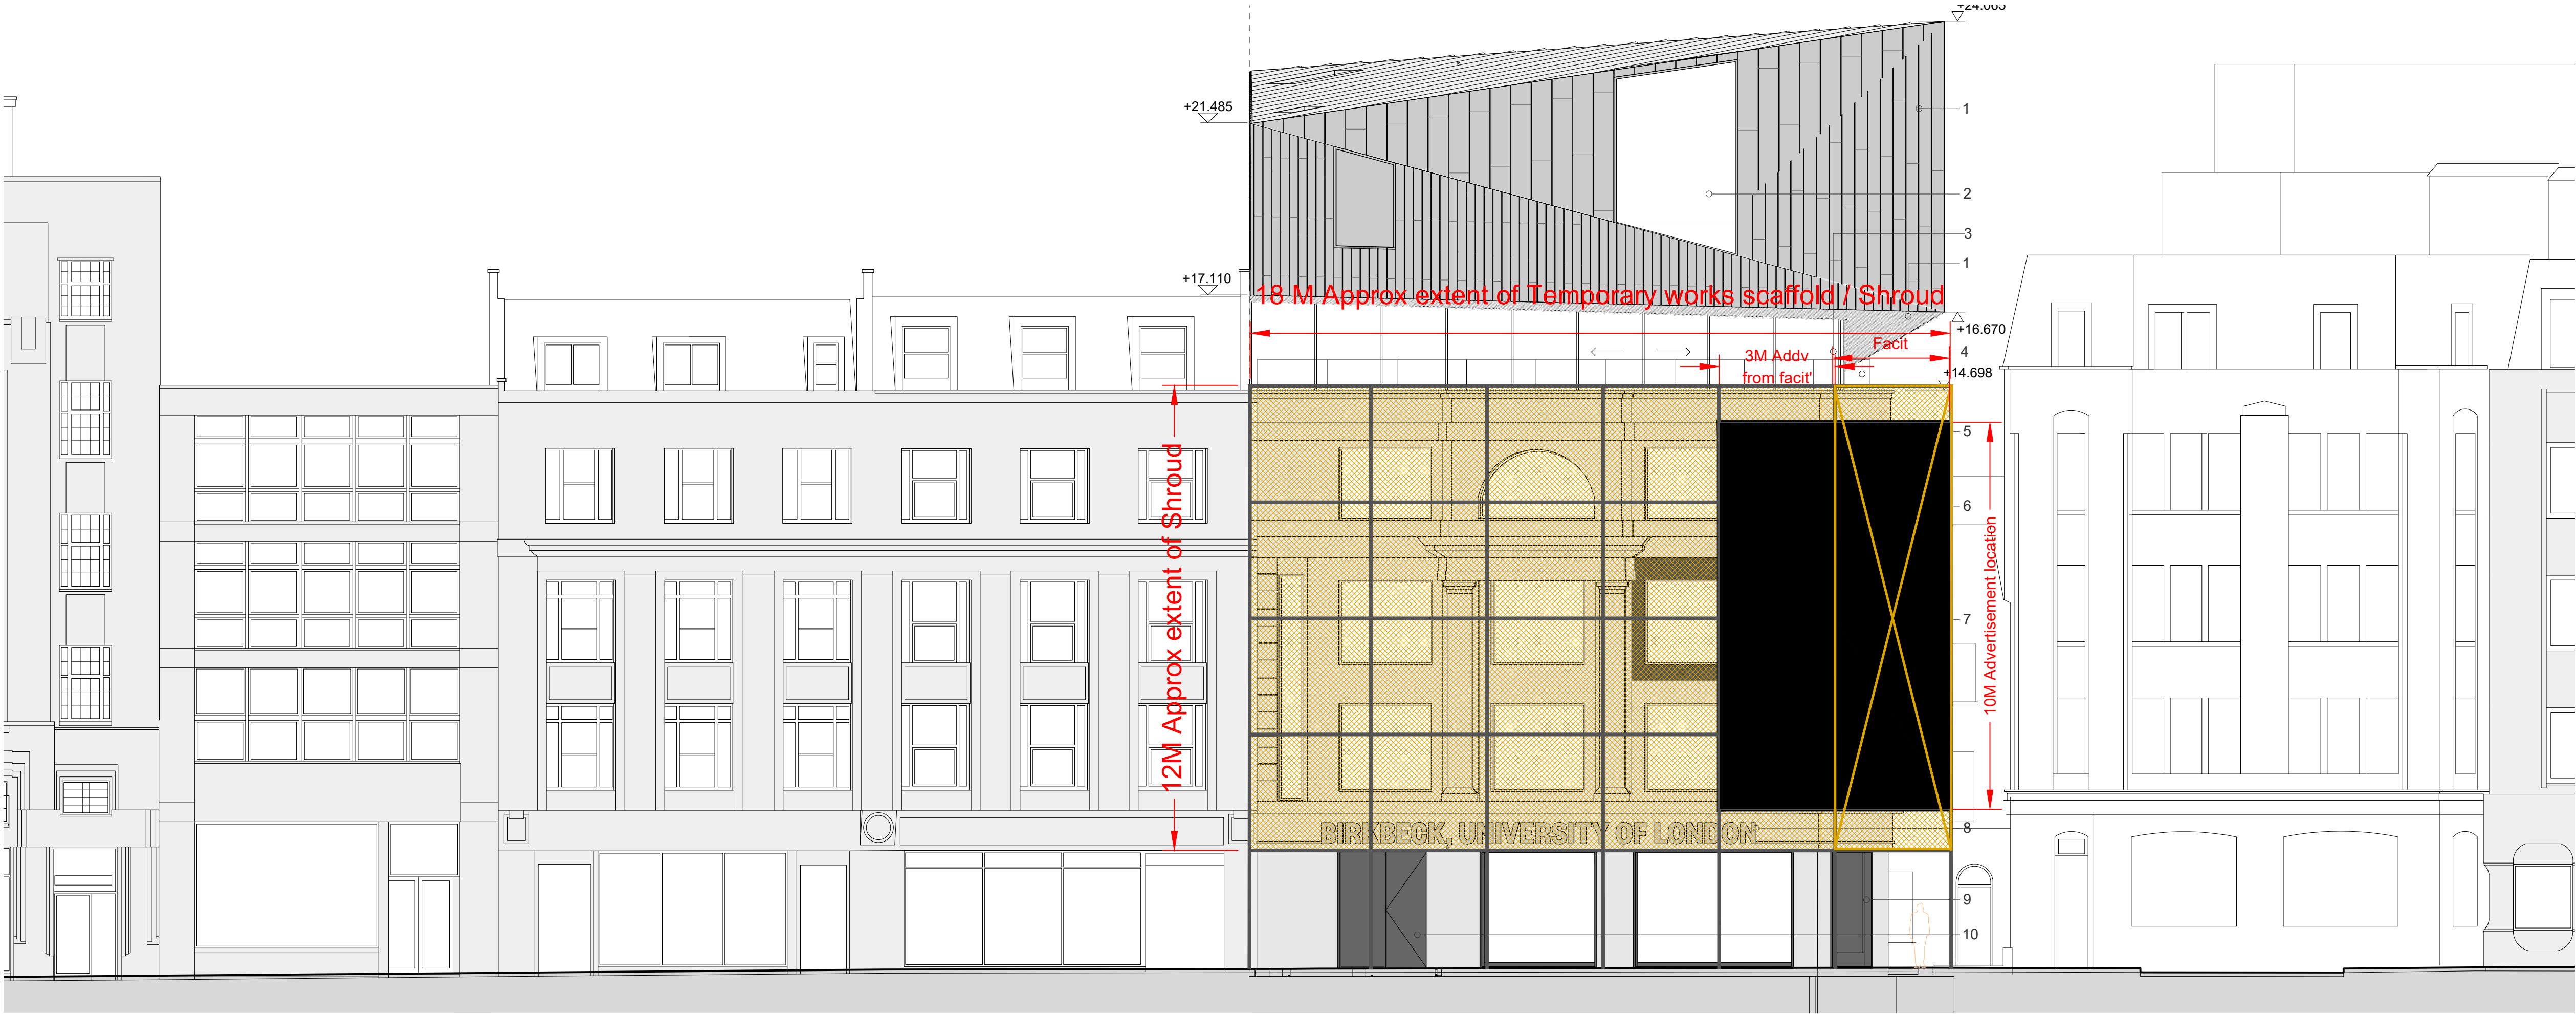 +24.065
+21.485
1
2
3
+17.110
1
18 M Approx extent of Temporary works scaffold / Shroud
+16.670
Facit
4
3M Addv
from facit'
+14.698
5
6
12M Approx extent of Shroud
10M Advertisement location
7
BIRKBECK, UNIVERSITY OF LONDON
8
9
10